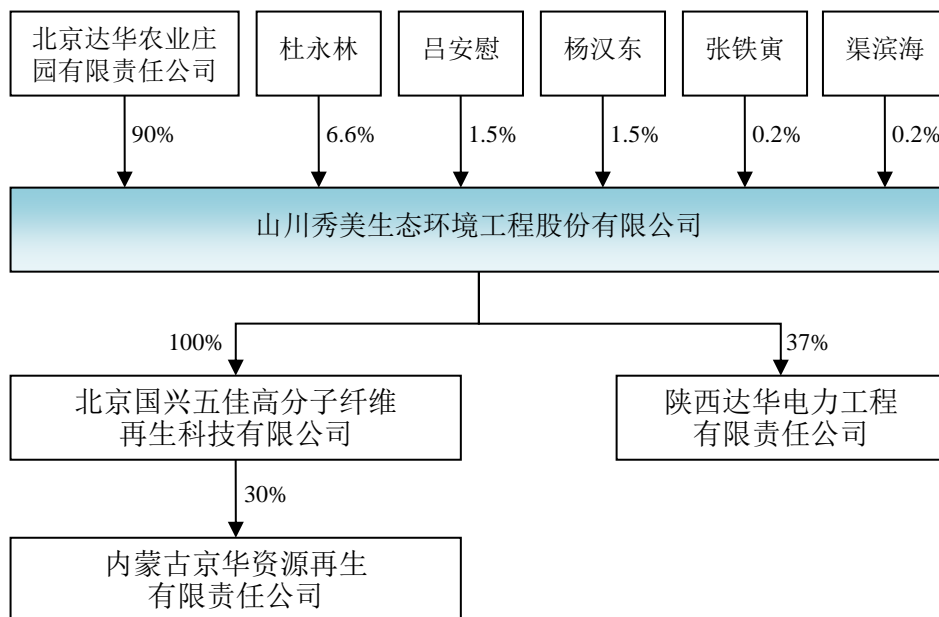 北京达华农业庄
园有限责任公司
杜永林
吕安慰
杨汉东
张铁寅
渠滨海
90%
6.6%
1.5%
1.5%
0.2%
0.2%
山川秀美生态环境工程股份有限公司
100%
37%
北京国兴五佳高分子纤维
再生科技有限公司
陕西达华电力工程
有限责任公司
30%
内蒙古京华资源再生
有限责任公司